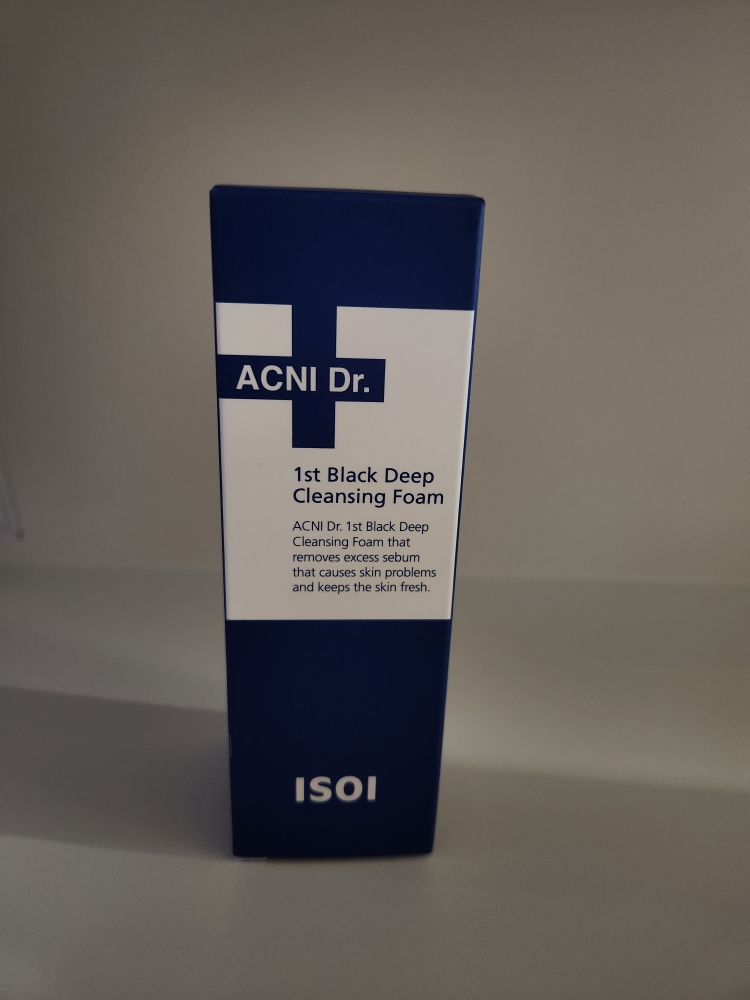 ACNI Dr.
1st Black Deep
Cleansing Foam
ACNI Dr. 1st Black Deep
Cleansing Foam that
removes excess sebum
that causes skin problems
and keeps the skin fresh.
ISOI